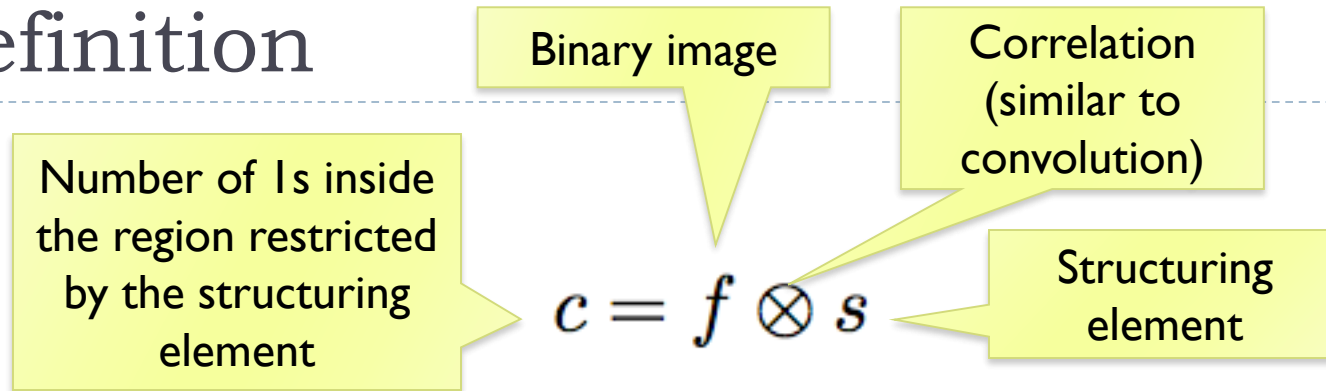 efinition
Binary image
Correlation
(similar to
convolution)
Number of 1s inside
the region restricted
by the structuring
element
c = f ⊗ s
Structuring
element